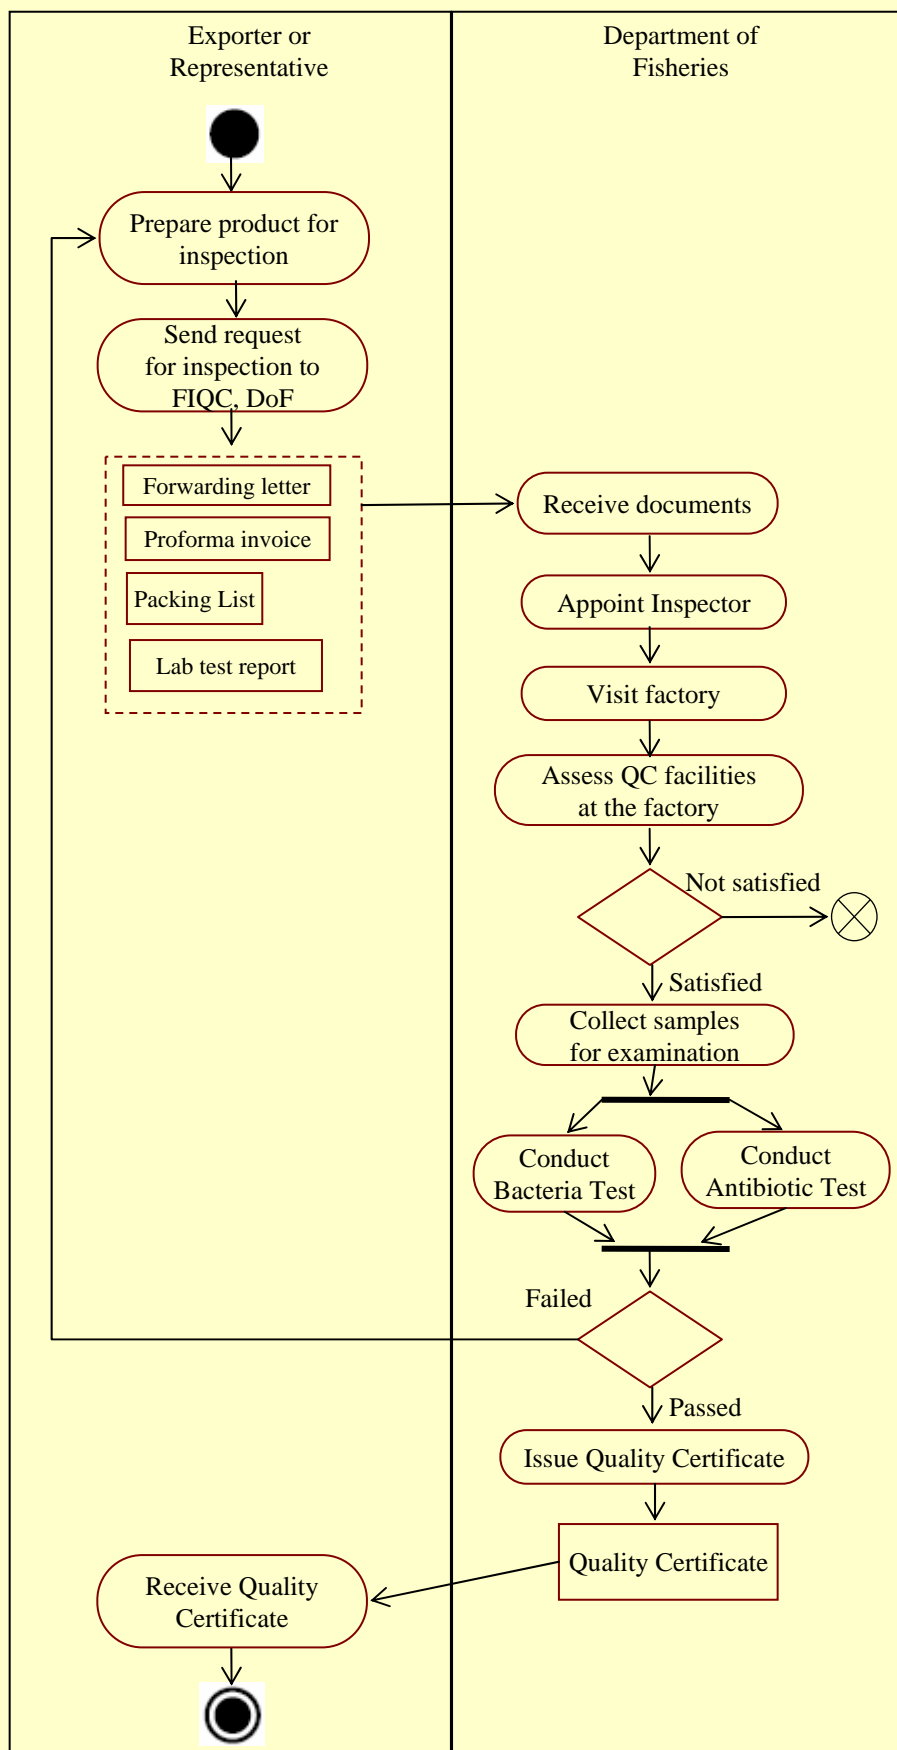 Exporter or
Representative
Department of
Fisheries
Prepare product for
inspection
Send request
for inspection to
FIQC, DoF
Forwarding letter
Proforma invoice
Packing List
Lab test report
Receive documents
Appoint Inspector
Visit factory
Assess QC facilities
at the factory
Not satisfied
Satisfied
Collect samples
for examination
Conduct
Bacteria Test
Conduct
Antibiotic Test
Failed
Passed
Issue Quality Certificate
Quality Certificate
Receive Quality
Certificate